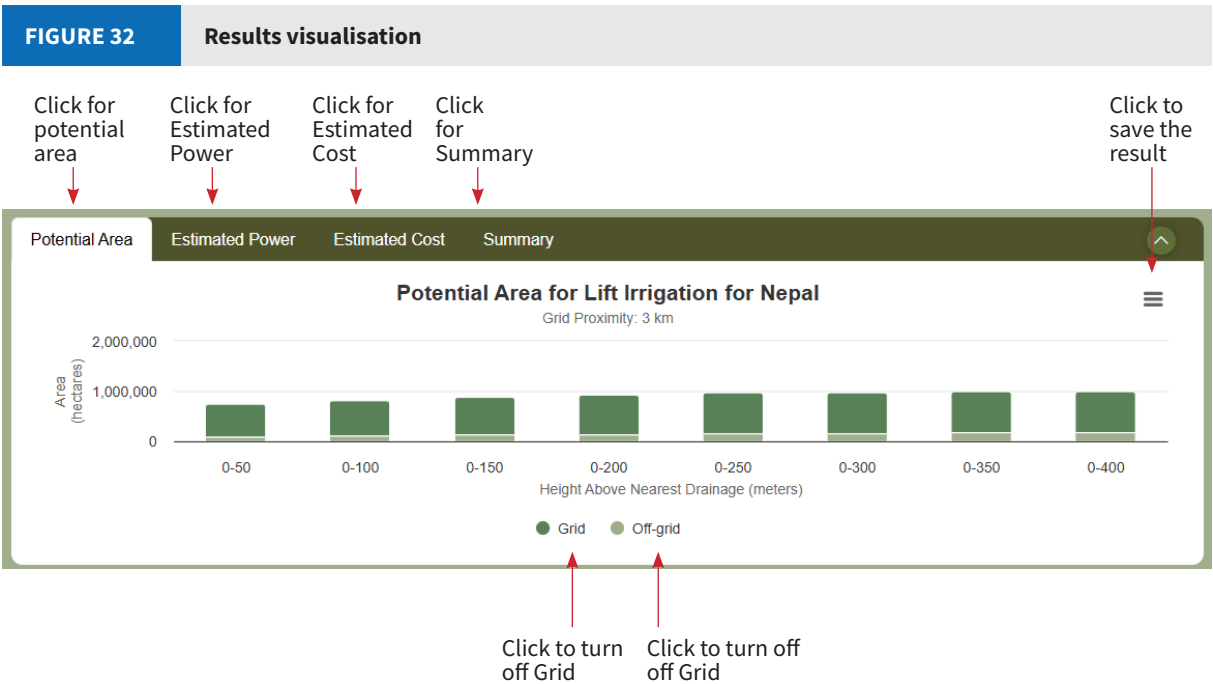 FIGURE 32
Results visualisation
Click for
potential
area
Click for
Estimated
Power
Click for
Estimated
Cost
Click
for
Summary
Click to
save the
result
Potential Area
Estimated Power
Estimated Cost
Summary
Potential Area for Lift Irrigation for Nepal
Grid Proximity: 3 km
Area
(hectares)
2,000,000
1,000,000
0
0-50
0-100
0-150
0-200
0-250
0-300
0-350
0-400
Height Above Nearest Drainage (meters)
Grid
Off-grid
Click to turn
off Grid
Click to turn off
off Grid